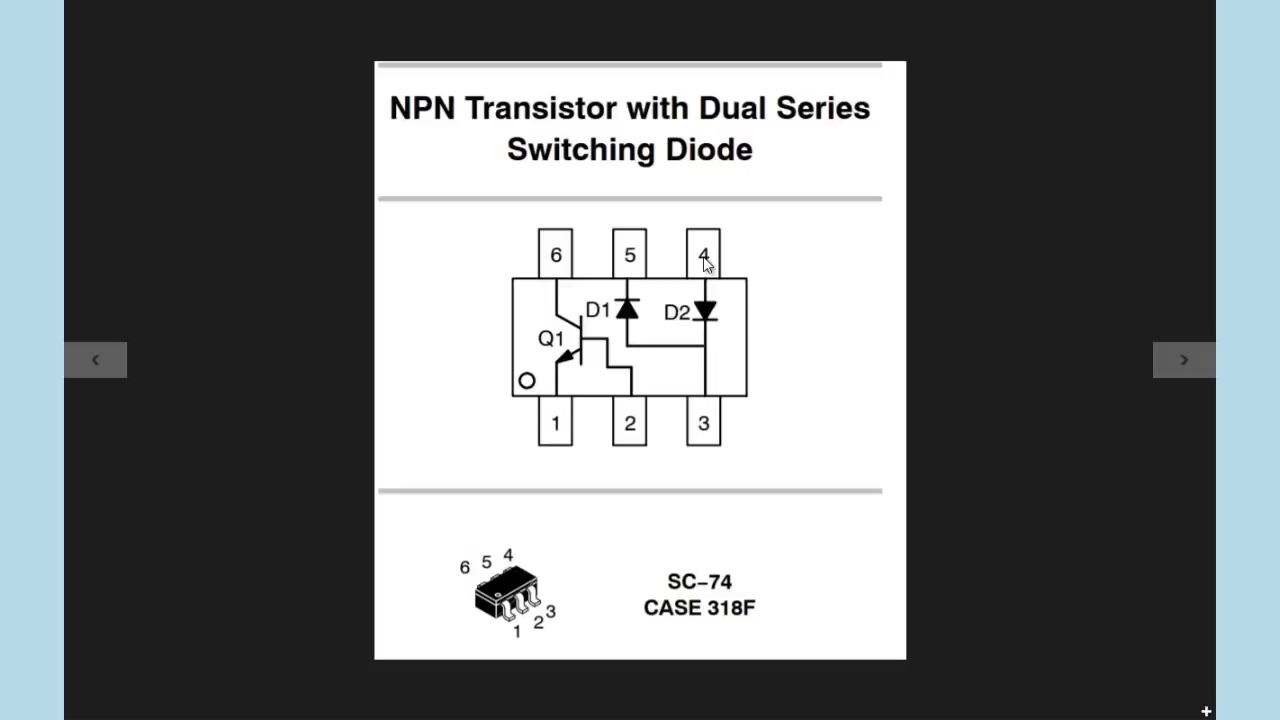 NPN Transistor with Dual Series
Switching Diode
6 5 4
D1 D2
Q1
1 2 3
6 5 4
1 2 3
SC−74
CASE 318F